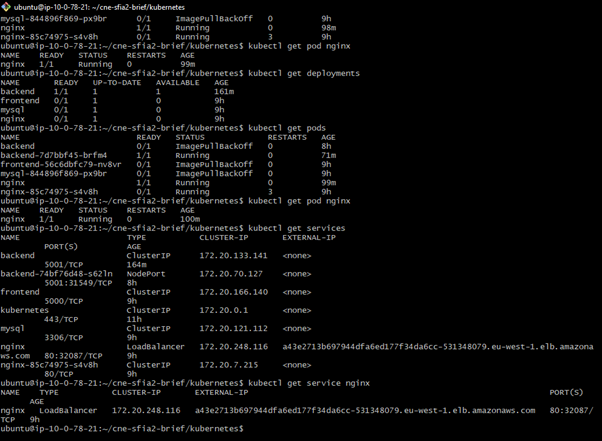 ubuntu@ip-10-0-78-21: ~/cne-sfia2-brief/kubernetes
mysql-844896f869-px9br 0/1 ImagePullBackOff 0 9h
nginx 1/1 Running 0 98m
nginx-85c74975-s4v8h 0/1 Running 3 9h
ubuntu@ip-10-0-78-21:~/cne-sfia2-brief/kubernetes$ kubectl get pod nginx
NAME READY STATUS RESTARTS AGE
nginx 1/1 Running 0 99m
ubuntu@ip-10-0-78-21:~/cne-sfia2-brief/kubernetes$ kubectl get deployments
NAME READY UP-TO-DATE AVAILABLE AGE
backend 1/1 1 1 161m
frontend 0/1 1 0 9h
mysql 0/1 1 0 9h
nginx 0/1 1 0 9h
ubuntu@ip-10-0-78-21:~/cne-sfia2-brief/kubernetes$ kubectl get pods
NAME READY STATUS RESTARTS AGE
backend 0/1 ImagePullBackOff 0 8h
backend-7d7bbf45-brfm4 1/1 Running 0 71m
frontend-56c6dbfc79-nv8vr 0/1 ImagePullBackOff 0 9h
mysql-844896f869-px9br 0/1 ImagePullBackOff 0 9h
nginx 1/1 Running 0 99m
nginx-85c74975-s4v8h 0/1 Running 3 9h
ubuntu@ip-10-0-78-21:~/cne-sfia2-brief/kubernetes$ kubectl get pod nginx
NAME READY STATUS RESTARTS AGE
nginx 1/1 Running 0 100m
ubuntu@ip-10-0-78-21:~/cne-sfia2-brief/kubernetes$ kubectl get services
NAME TYPE CLUSTER-IP EXTERNAL-IP
PORT(S) AGE
backend ClusterIP 172.20.133.141 <none>
5001/TCP 164m
backend-74bf76d48-s62ln NodePort 172.20.70.127 <none>
5001:31549/TCP 8h
frontend ClusterIP 172.20.166.140 <none>
5000/TCP 9h
kubernetes ClusterIP 172.20.0.1 <none>
443/TCP 11h
mysql ClusterIP 172.20.121.112 <none>
3306/TCP 9h
nginx LoadBalancer 172.20.248.116 a43e2713b697944dfa6ed177f34da6cc-531348079.eu-west-1.elb.amazona
ws.com 80:32087/TCP 9h
nginx-85c74975-s4v8h ClusterIP 172.20.7.215 <none>
80/TCP 9h
ubuntu@ip-10-0-78-21:~/cne-sfia2-brief/kubernetes$ kubectl get service nginx
NAME TYPE CLUSTER-IP EXTERNAL-IP PORT(S)
AGE
nginx LoadBalancer 172.20.248.116 a43e2713b697944dfa6ed177f34da6cc-531348079.eu-west-1.elb.amazonaws.com 80:32087/
TCP 9h
ubuntu@ip-10-0-78-21:~/cne-sfia2-brief/kubernetes$